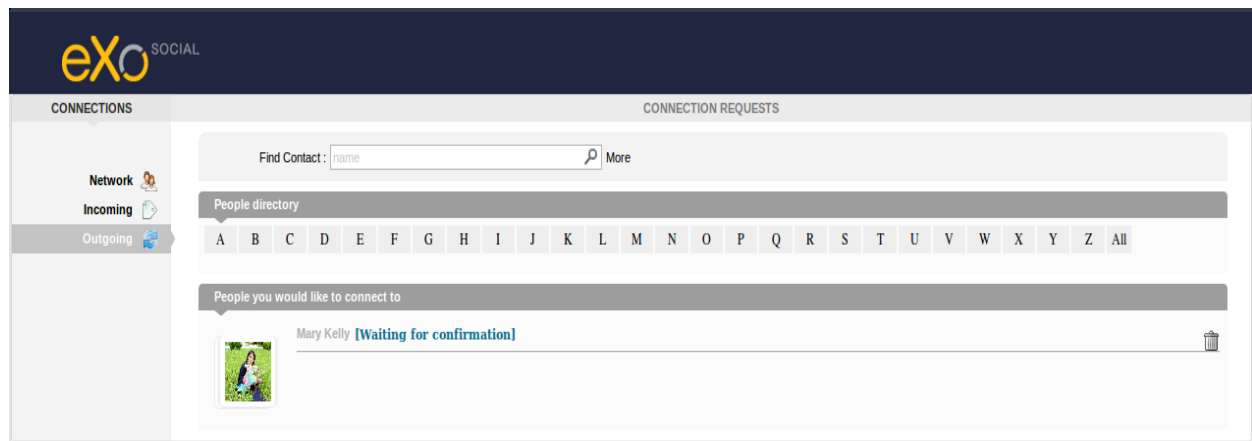 eXo SOCIAL
CONNECTIONS
CONNECTION REQUESTS
Find Contact : name More
Network
Incoming
Outgoing
People directory
A B C D E F G H I J K L M N O P Q R S T U V W X Y Z All
People you would like to connect to
Mary Kelly [Waiting for confirmation]